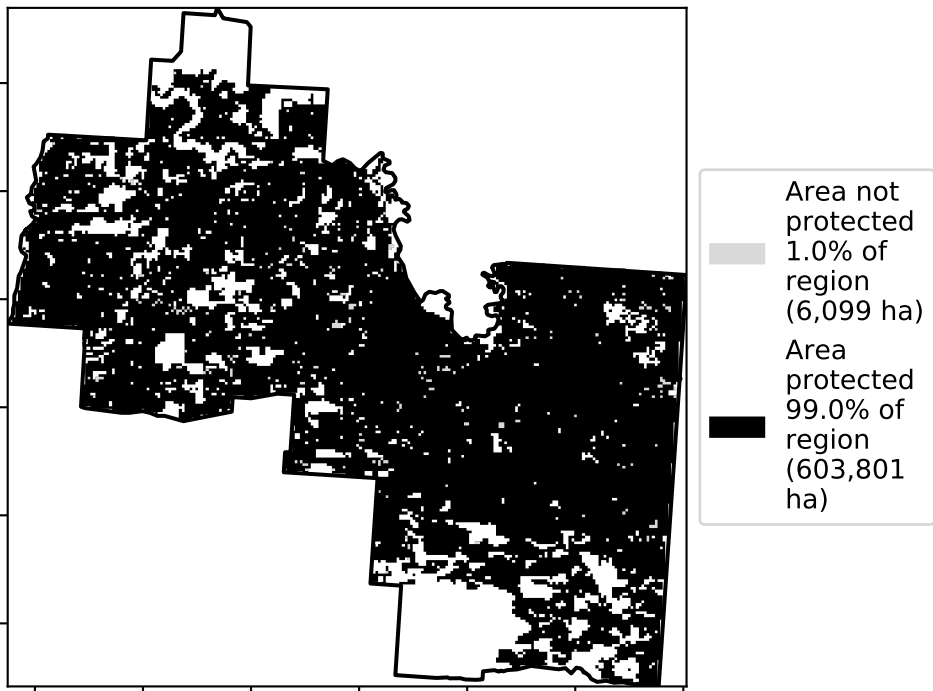 Area not
protected
1.0% of
region
(6,099 ha)
Area
protected
99.0% of
region
(603,801
ha)